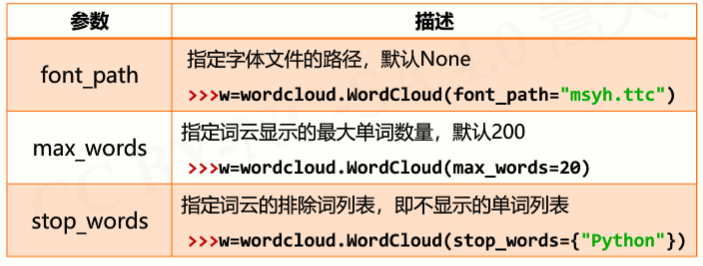 参数 描述
font_path
指定字体文件的路径，默认None
>>>w=wordcloud.WordCloud(font_path="msyh.ttc")
max_words
指定词云显示的最大单词数量，默认200
>>>w=wordcloud.WordCloud(max_words=20)
stop_words
指定词云的排除词列表，即不显示的单词列表
>>>w=wordcloud.WordCloud(stop_words={"Python"})